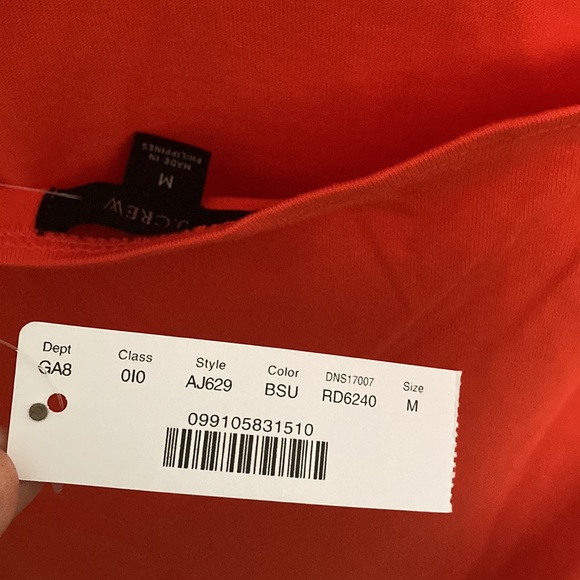 MADE IN
PHILIPPINES
M
J.CREW
Dept Class Style Color DNS17007 Size
GA8 0I0 AJ629 BSU RD6240 M
099105831510